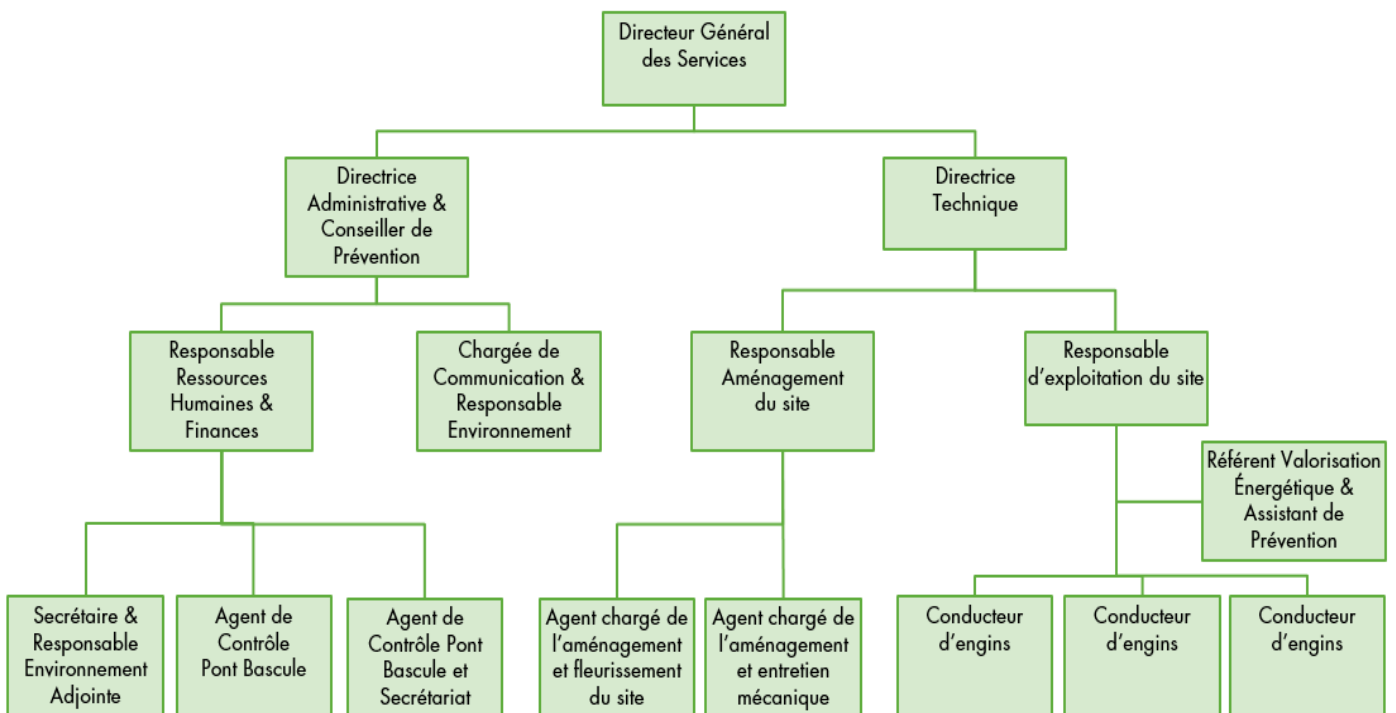 Directeur Général
des Services
Directrice
Administrative &
Conseiller de
Prévention
Directrice
Technique
Responsable
Ressources
Humaines &
Finances
Chargée de
Communication &
Responsable
Environnement
Responsable
Aménagement
du site
Responsable
d'exploitation du site
Référent Valorisation
Énergétique &
Assistant de
Prévention
Secrétaire &
Responsable
Environnement
Adjointe
Agent de
Contrôle
Pont Bascule
Agent de
Contrôle Pont
Bascule et
Secrétariat
Agent chargé de
l'aménagement
et fleurissement
du site
Agent chargé de
l'aménagement
et entretien
mécanique
Conducteur
d'engins
Conducteur
d'engins
Conducteur
d'engins